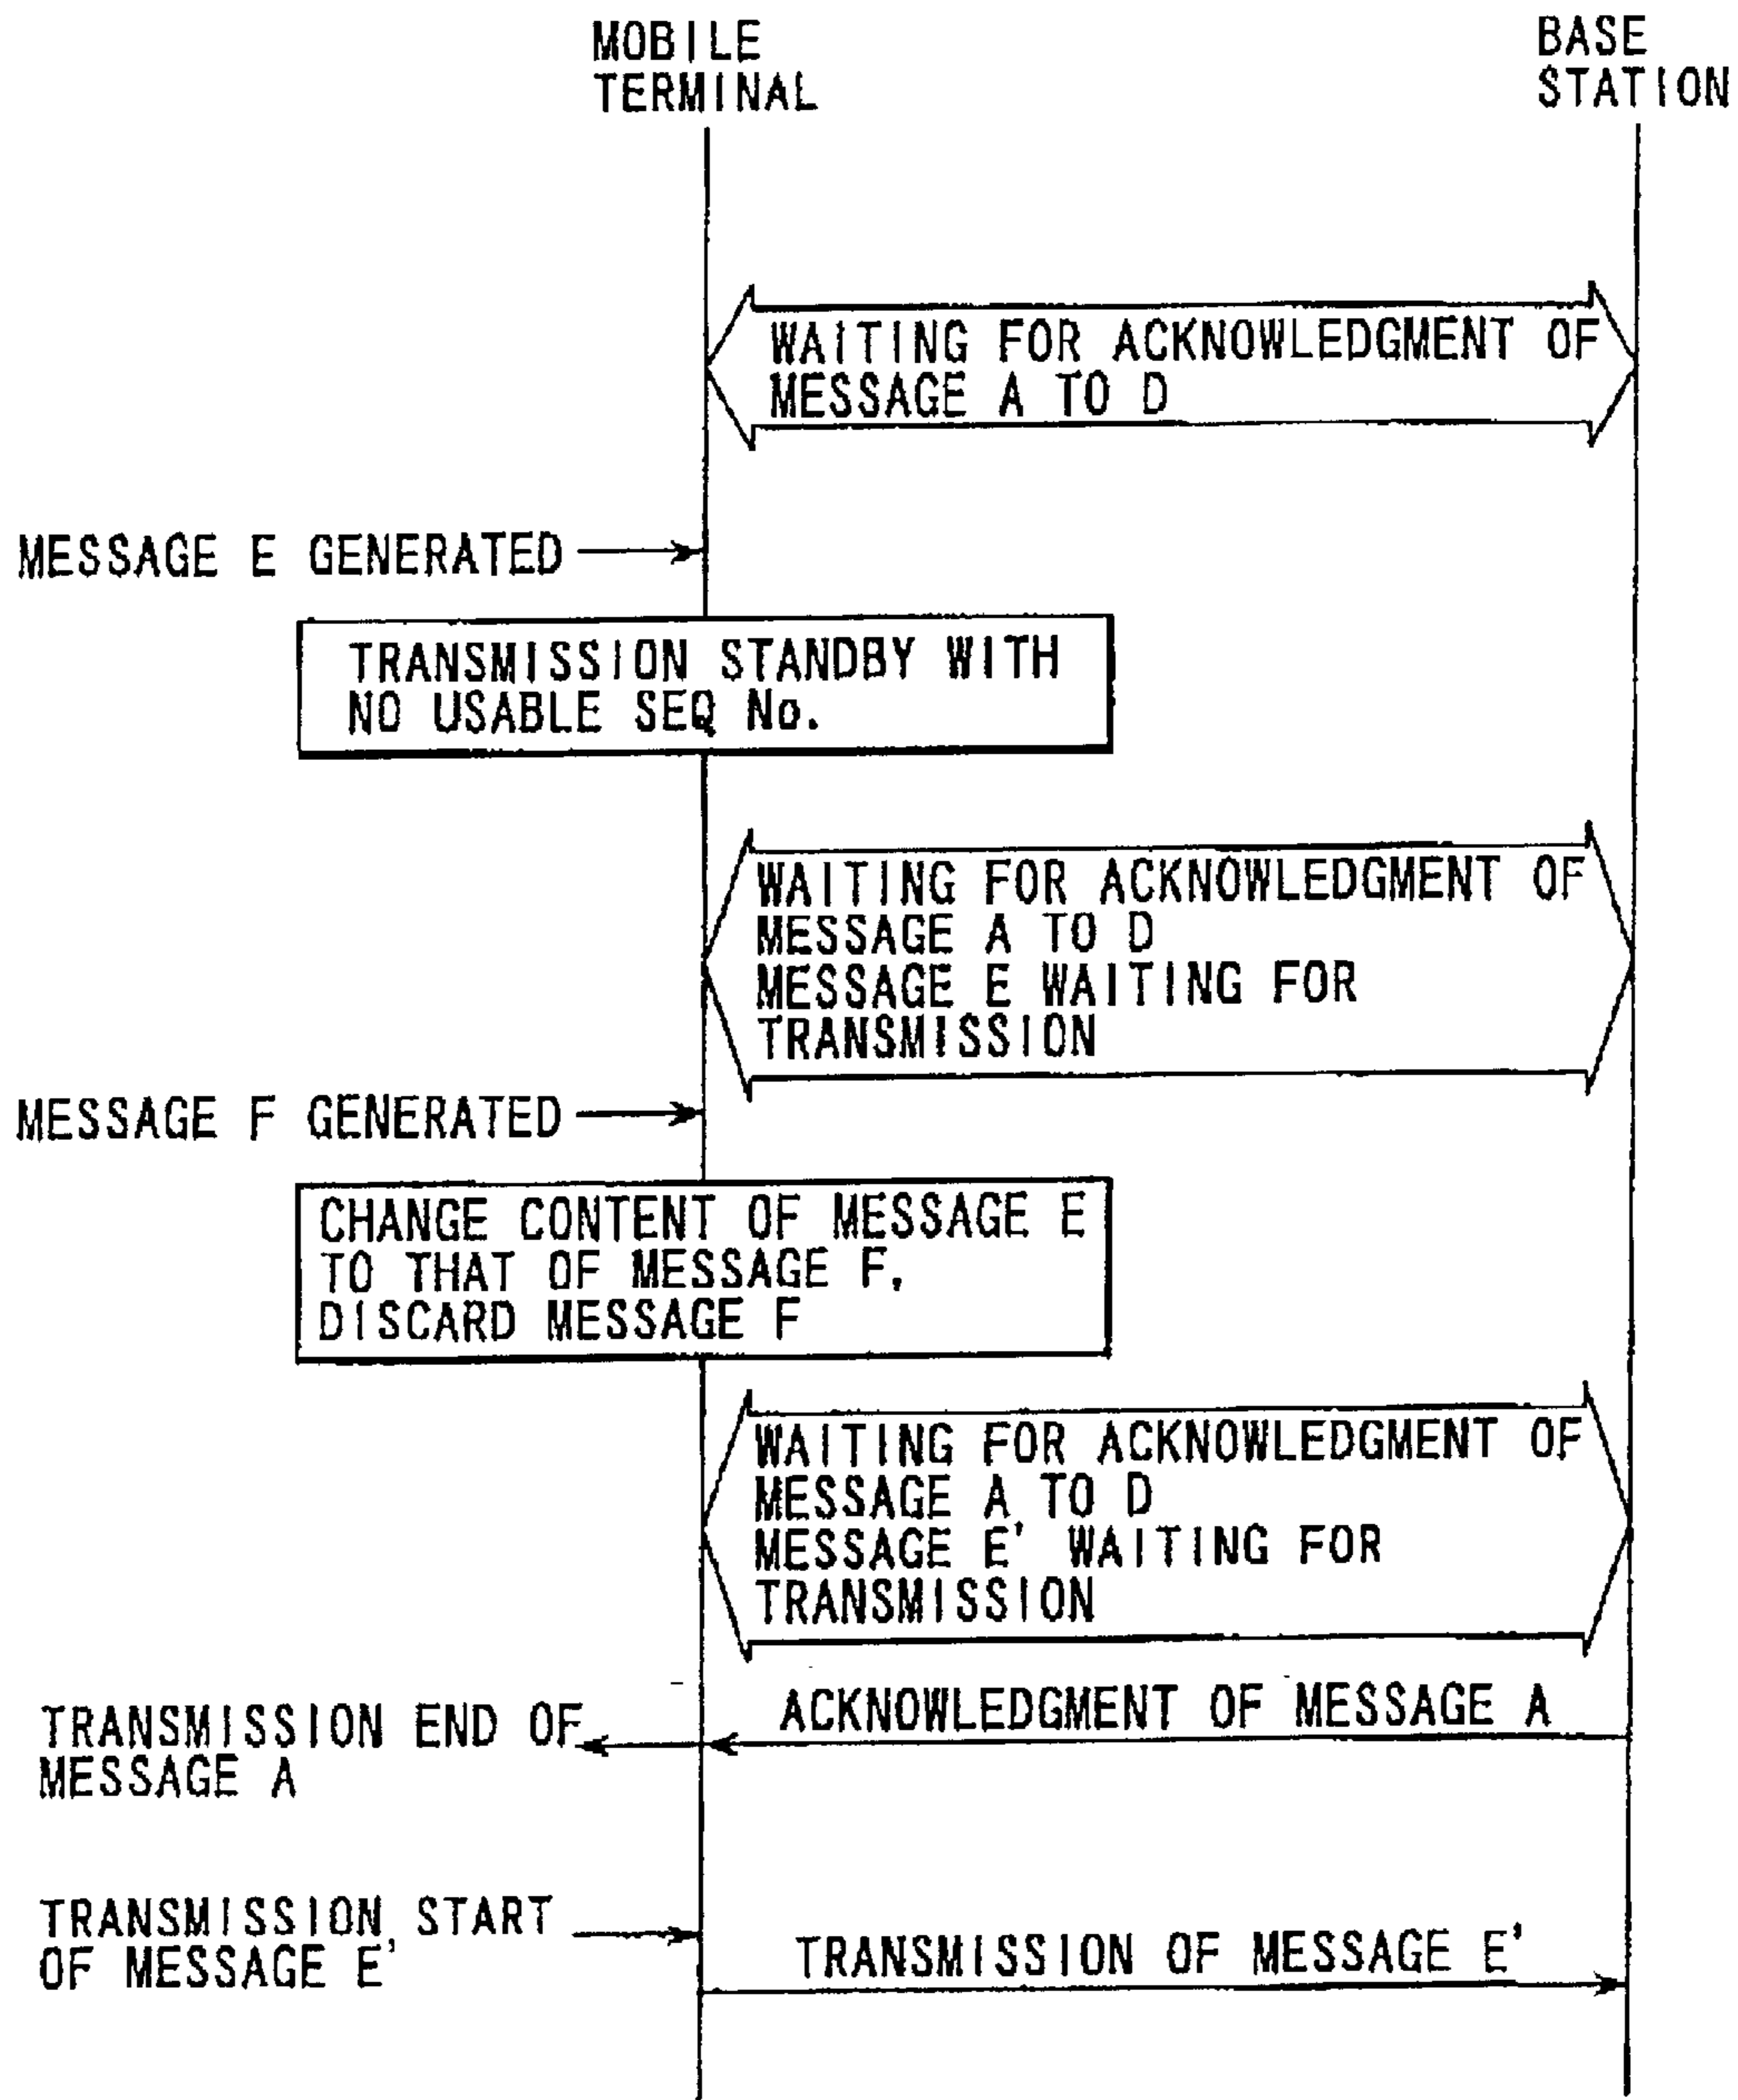 MOBILE
TERMINAL
BASE
STATION
WAITING FOR ACKNOWLEDGMENT OF
MESSAGE A TO D
MESSAGE E GENERATED
TRANSMISSION STANDBY WITH
NO USABLE SEQ No.
WAITING FOR ACKNOWLEDGMENT OF
MESSAGE A TO D
MESSAGE E WAITING FOR
TRANSMISSION
MESSAGE F GENERATED
CHANGE CONTENT OF MESSAGE E
TO THAT OF MESSAGE F,
DISCARD MESSAGE F
WAITING FOR ACKNOWLEDGMENT OF
MESSAGE A TO D
MESSAGE E' WAITING FOR
TRANSMISSION
ACKNOWLEDGMENT OF MESSAGE A
TRANSMISSION END OF
MESSAGE A
TRANSMISSION START
OF MESSAGE E'
TRANSMISSION OF MESSAGE E'